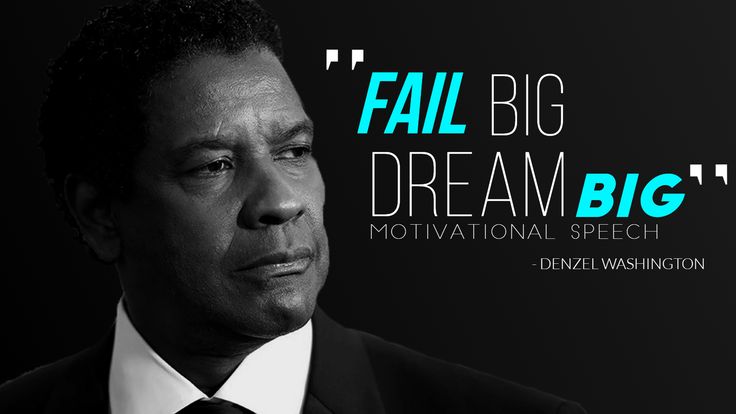 "FAIL BIG
DREAM BIG"
MOTIVATIONAL SPEECH
- DENZEL WASHINGTON